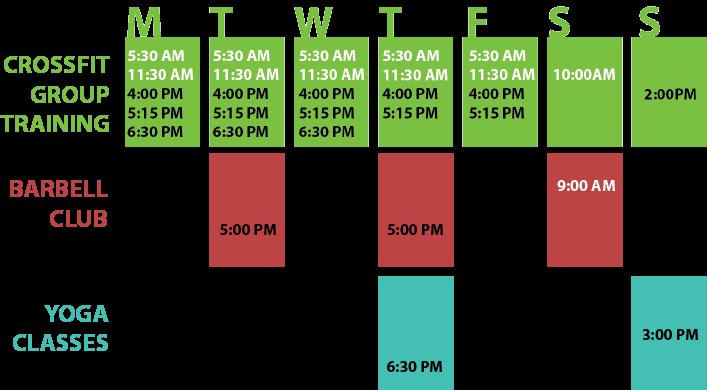 M T W T F S S
CROSSFIT
GROUP
TRAINING
5:30 AM 5:30 AM 5:30 AM 5:30 AM 5:30 AM
11:30 AM 11:30 AM 11:30 AM 11:30 AM 11:30 AM 10:00AM
4:00 PM 4:00 PM 4:00 PM 4:00 PM 4:00 PM 2:00PM
5:15 PM 5:15 PM 5:15 PM 5:15 PM 5:15 PM
6:30 PM 6:30 PM 6:30 PM
BARBELL 9:00 AM
CLUB 5:00 PM 5:00 PM
YOGA
CLASSES 3:00 PM
6:30 PM